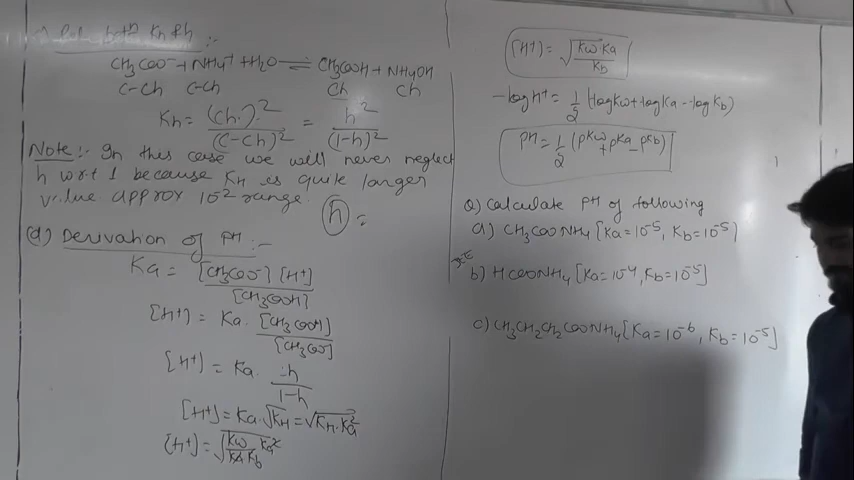 CH3COO⁻ + NH4⁺ + H2O ⇌ CH3COOH + NH4OH
C-Ch C-Ch Ch Ch
Kh = (Ch)² / (C-Ch)² = h² / (1-h)²
Note:- In this case we will never neglect
h w.r.t 1 because KH is quite larger
value approx 10² range.
h =
(d) Derivation of PH :-
Ka = [CH3COO⁻] [H⁺] / [CH3COOH]
[H⁺] = Ka. [CH3COOH] / [CH3COO⁻]
[H⁺] = Ka. h / 1-h
[H⁺] = Ka.√KH = √KH.Ka²
[H⁺] = √(Kw / Ka Kb) Ka²
[H⁺] = √(Kw Ka / Kb)
-log H⁺ = 1/2 (logKw + logKa - logKb)
PH = 1/2 (PKw + PKa - PKb)
Q) Calculate PH of following
a) CH3COONH4 [Ka = 10⁻⁵, Kb = 10⁻⁵]
b) HCOONH4 [Ka = 10⁻⁴, Kb = 10⁻⁵]
c) CH3CH2CH2COONH4 [Ka = 10⁻⁶, Kb = 10⁻⁵]